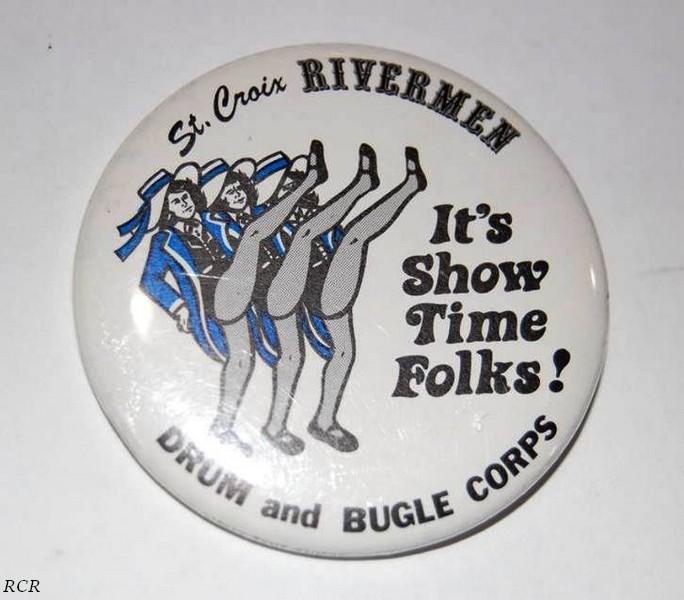 St. Croix RIVERMEN
It's
Show
Time
Folks!
DRUM and BUGLE CORPS
RCR